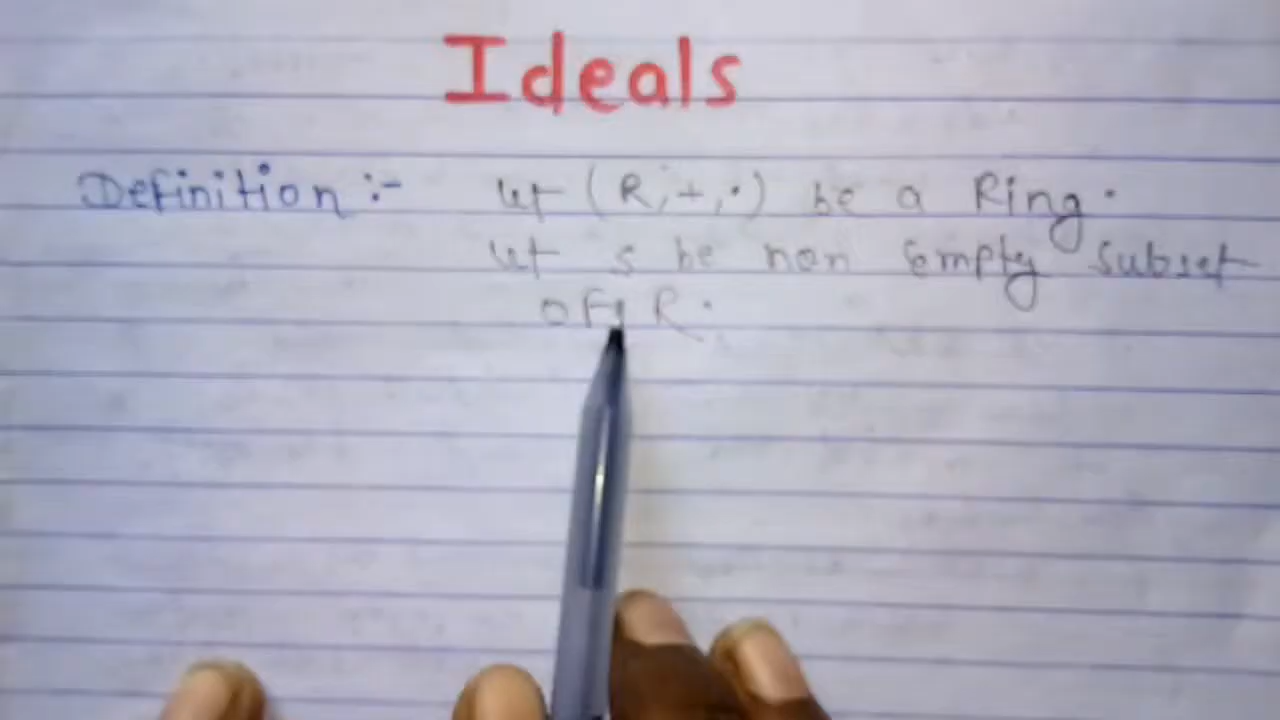 Ideals
Definition :- let (R,+,·) be a Ring.
let s be non empty subset
OF R.